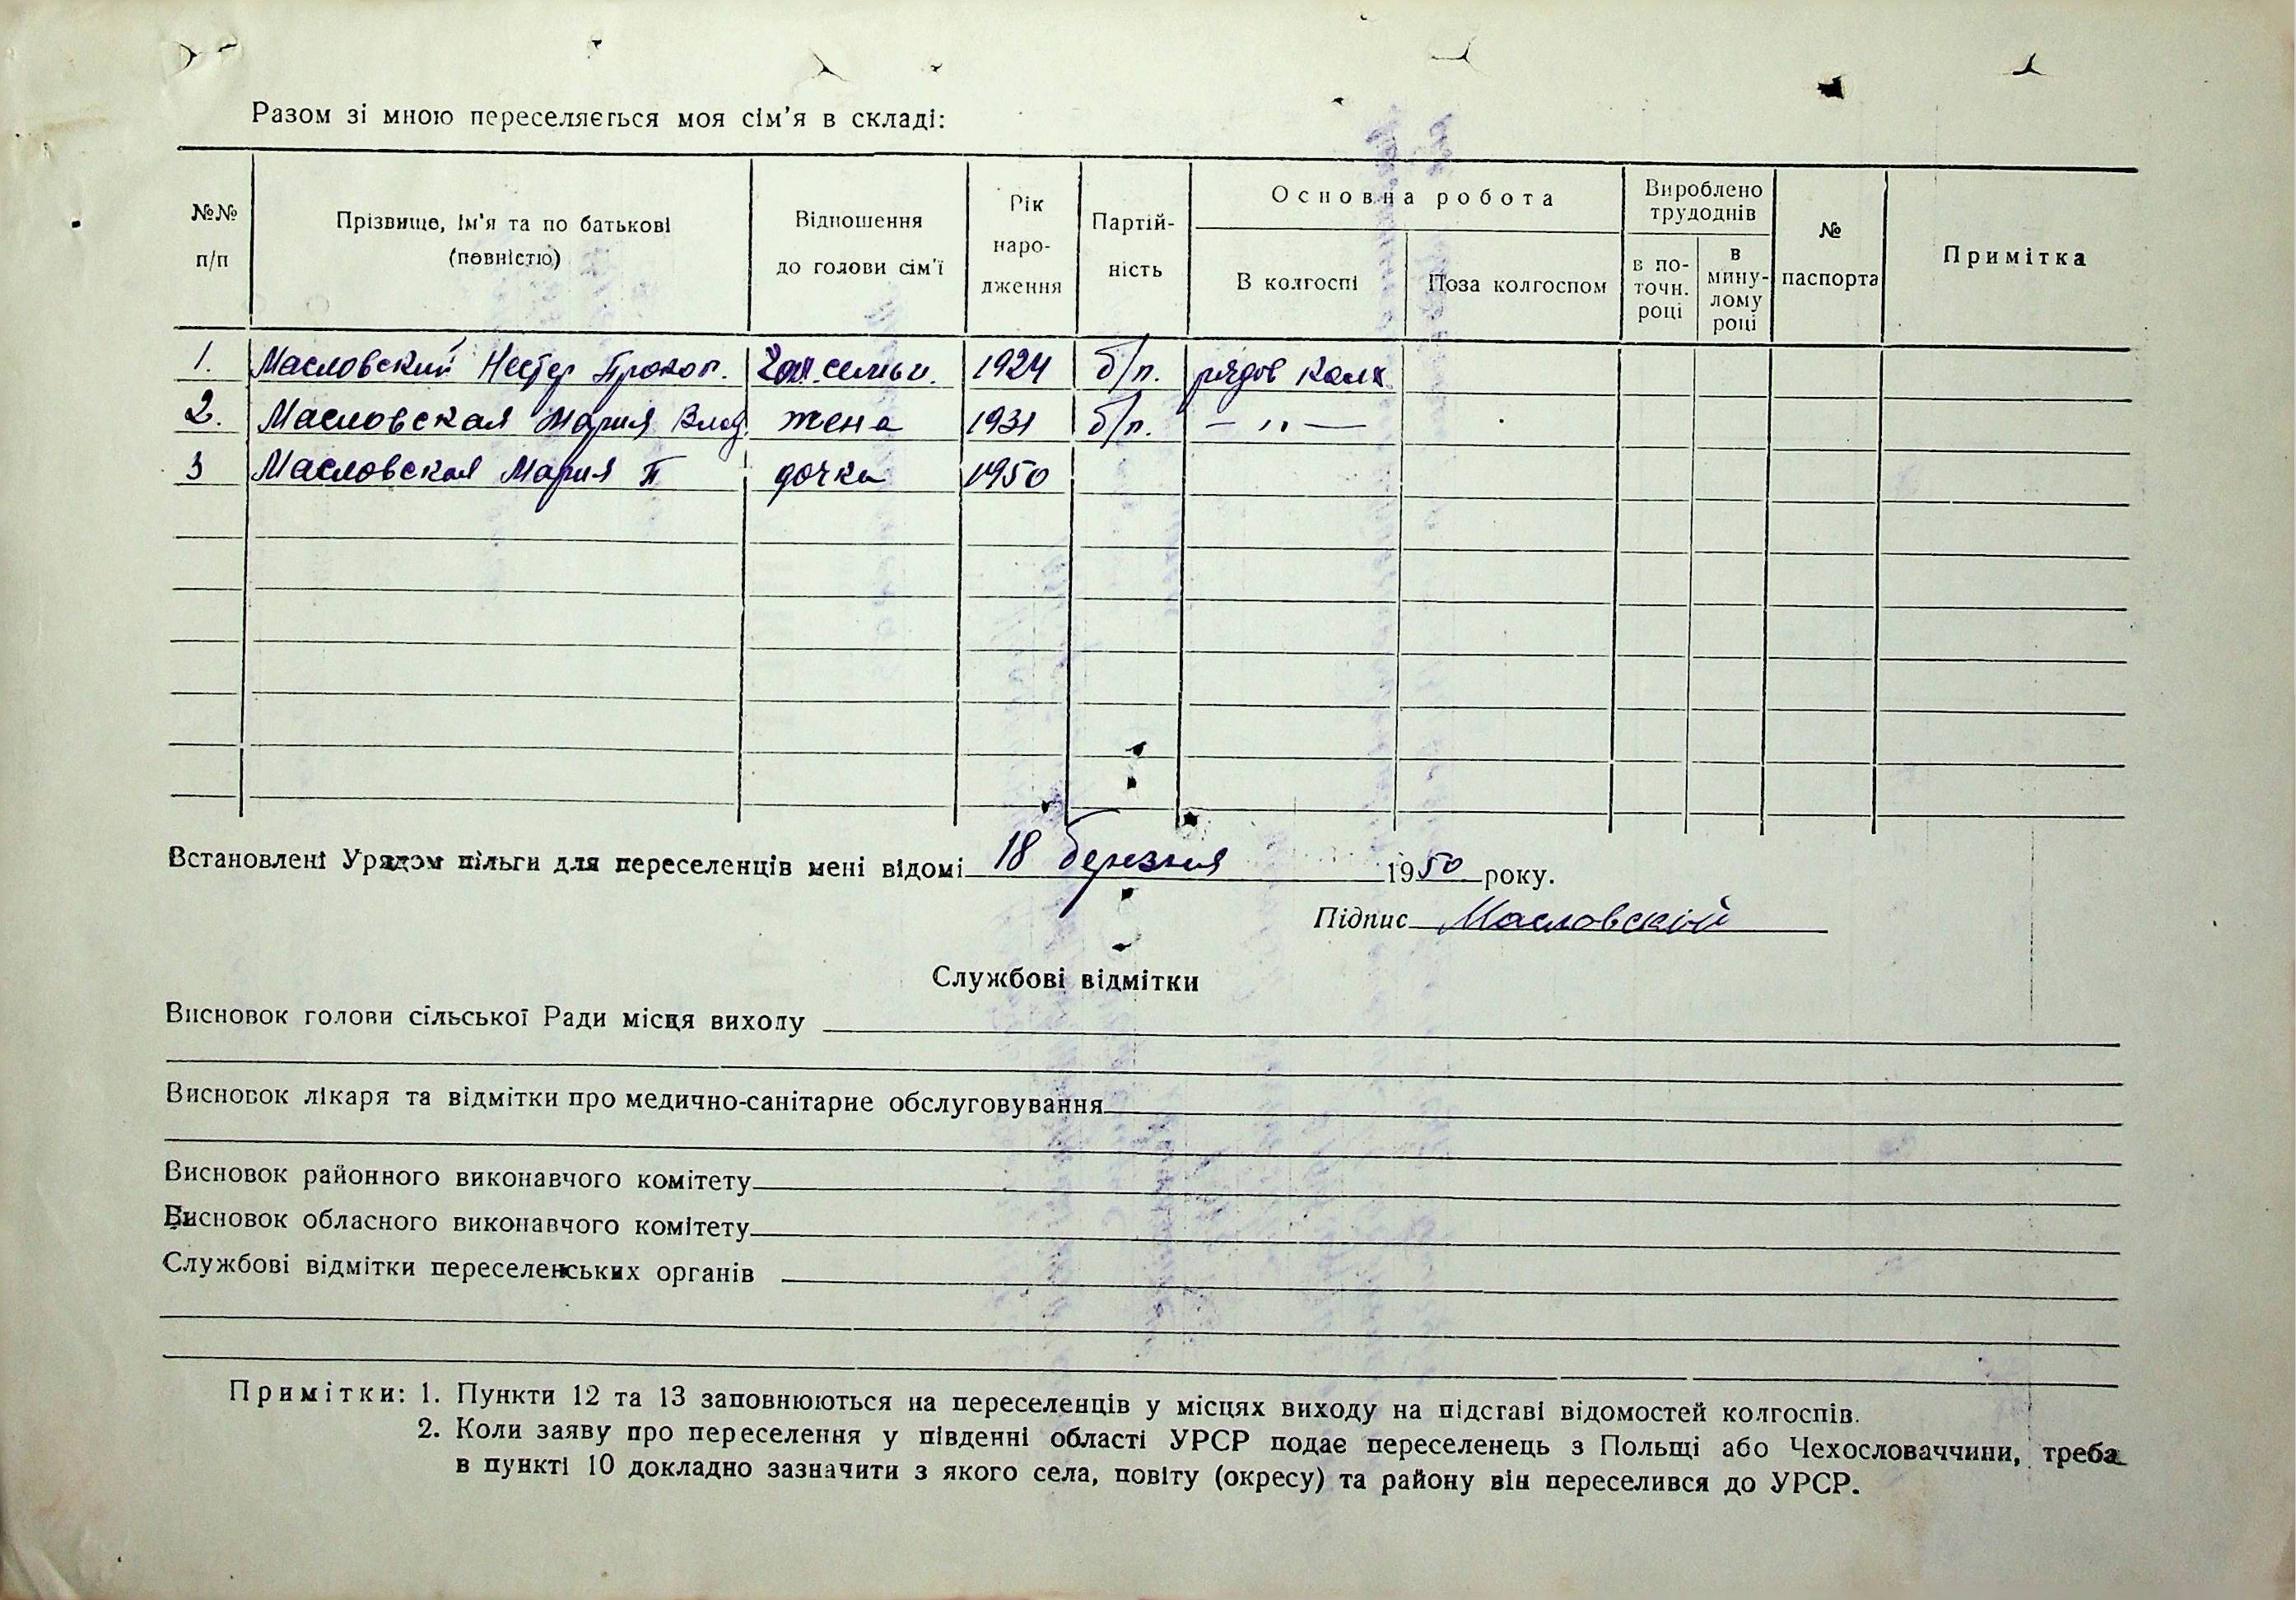 Разом зі мною переселяється моя сім'я в складі:
№№ п/п
Прізвище, ім'я та по батькові (повністю)
Відношення до голови сім'ї
Рік народження
Партійність
Основна робота
В колгоспі
Поза колгоспом
Вироблено трудоднів
в поточн. році
в минулому році
№ паспорта
Примітка
1. Масловский Нестер Прокоп. гол. семьи. 1924 б/п. рядов колх
2. Масловская Мария Влад. жена 1931 б/п. — " —
3 Масловская Мария П дочка 1950
Встановлені Урядом пільги для переселенців мені відомі 18 березня 1950 року.
Підпис Масловский
Службові відмітки
Висновок голови сільської Ради місця виходу
Висновок лікаря та відмітки про медично-санітарне обслуговування
Висновок районного виконавчого комітету
Висновок обласного виконавчого комітету
Службові відмітки переселенських органів
Примітки: 1. Пункти 12 та 13 заповнюються на переселенців у місцях виходу на підставі відомостей колгоспів.
2. Коли заяву про переселення у південні області УРСР подає переселенець з Польщі або Чехословаччини, треба
в пункті 10 докладно зазначити з якого села, повіту (окресу) та району він переселився до УРСР.